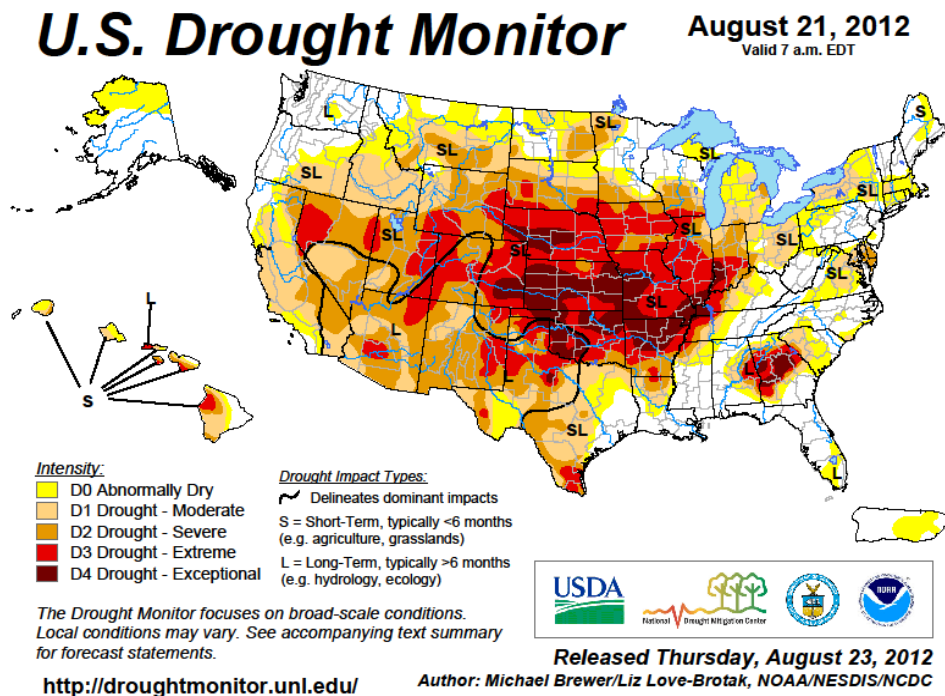 U.S. Drought Monitor
August 21, 2012
Valid 7 a.m. EDT
L
S
SL
SL
SL
SL
SL
SL
SL
SL
SL
SL
SL
L
L
L
SL
L
L
S
Intensity:
D0 Abnormally Dry
D1 Drought - Moderate
D2 Drought - Severe
D3 Drought - Extreme
D4 Drought - Exceptional
Drought Impact Types:
Delineates dominant impacts
S = Short-Term, typically <6 months
(e.g. agriculture, grasslands)
L = Long-Term, typically >6 months
(e.g. hydrology, ecology)
The Drought Monitor focuses on broad-scale conditions.
Local conditions may vary. See accompanying text summary
for forecast statements.
http://droughtmonitor.unl.edu/
USDA
National Drought Mitigation Center
NOAA
Released Thursday, August 23, 2012
Author: Michael Brewer/Liz Love-Brotak, NOAA/NESDIS/NCDC